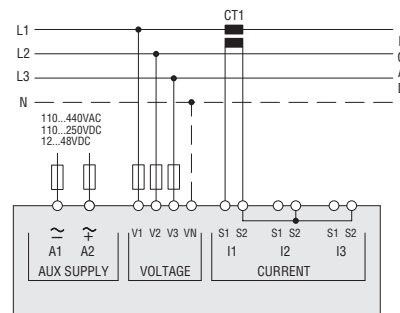 CT1
L1
L2
L3
N
110...440VAC
110...250VDC
12...48VDC
A1 A2
AUX SUPPLY
V1 V2 V3 VN
VOLTAGE
S1 S2 S1 S2 S1 S2
I1 I2 I3
CURRENT